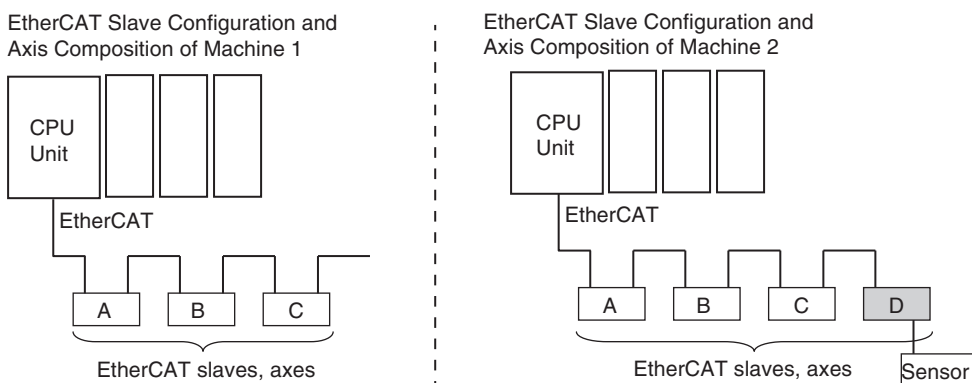 EtherCAT Slave Configuration and
Axis Composition of Machine 1
CPU
Unit
EtherCAT
A
B
C
EtherCAT slaves, axes
EtherCAT Slave Configuration and
Axis Composition of Machine 2
CPU
Unit
EtherCAT
A
B
C
D
EtherCAT slaves, axes
Sensor